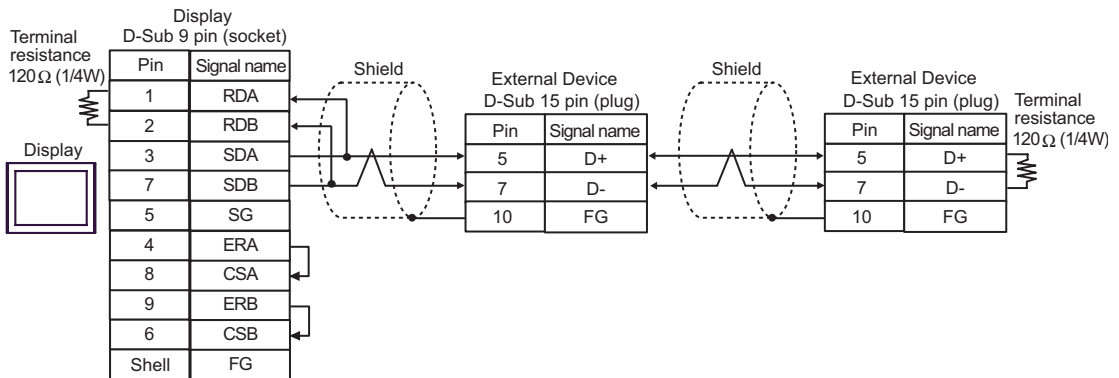 Display
D-Sub 9 pin (socket)
Terminal
resistance
120Ω (1/4W)
Pin Signal name
1 RDA
2 RDB
3 SDA
7 SDB
5 SG
4 ERA
8 CSA
9 ERB
6 CSB
Shell FG
Display
Shield
External Device
D-Sub 15 pin (plug)
Pin Signal name
5 D+
7 D-
10 FG
Shield
External Device
D-Sub 15 pin (plug)
Pin Signal name
5 D+
7 D-
10 FG
Terminal
resistance
120Ω (1/4W)